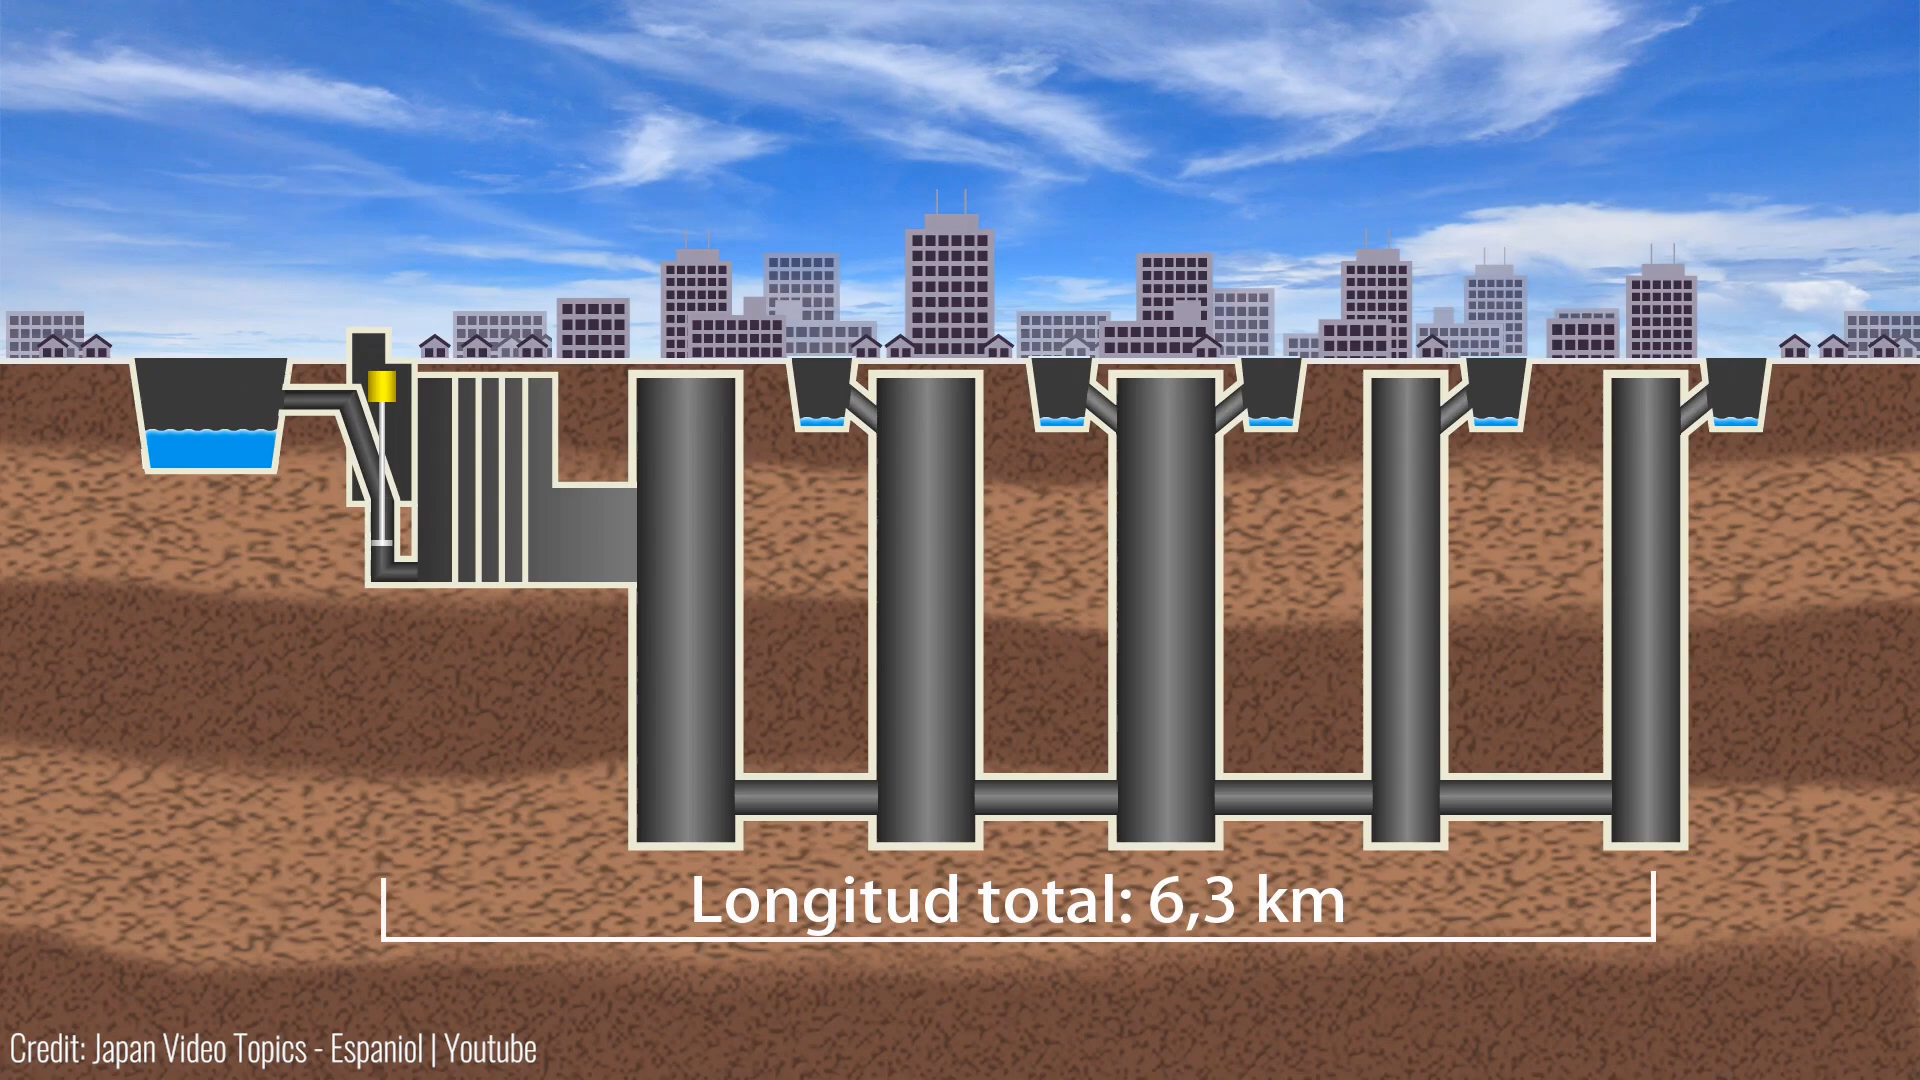 Longitud total: 6,3 km
Credit: Japan Video Topics - Espaniol | Youtube